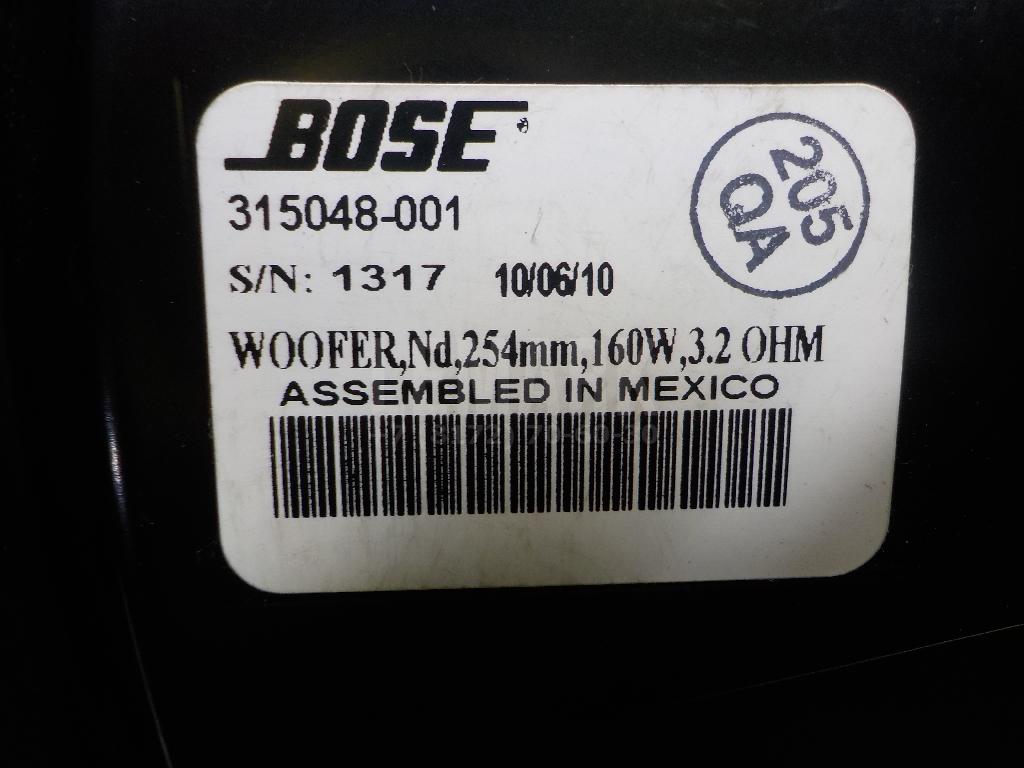 BOSE
315048-001
S/N: 1317 10/06/10
WOOFER,Nd,254mm,160W,3.2 OHM
ASSEMBLED IN MEXICO
205
QA